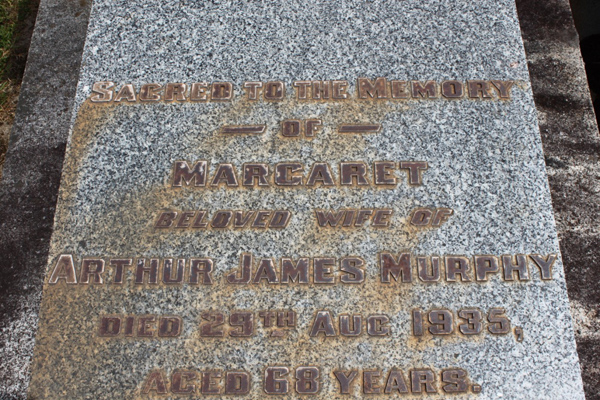 Sacred to the Memory
— of —
Margaret
Beloved Wife of
Arthur James Murphy
Died 29th Aug 1935,
Aged 68 Years.